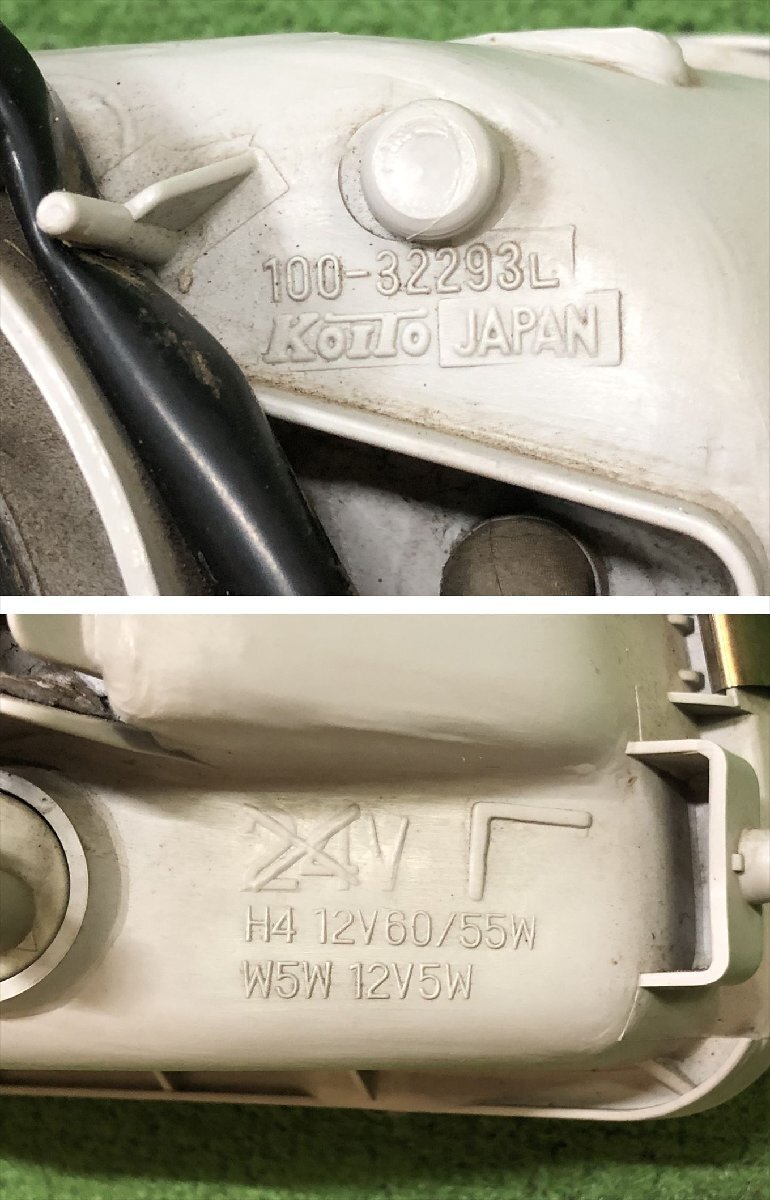 100-32293L
KOITO JAPAN
24V
H4 12V60/55W
W5W 12V5W